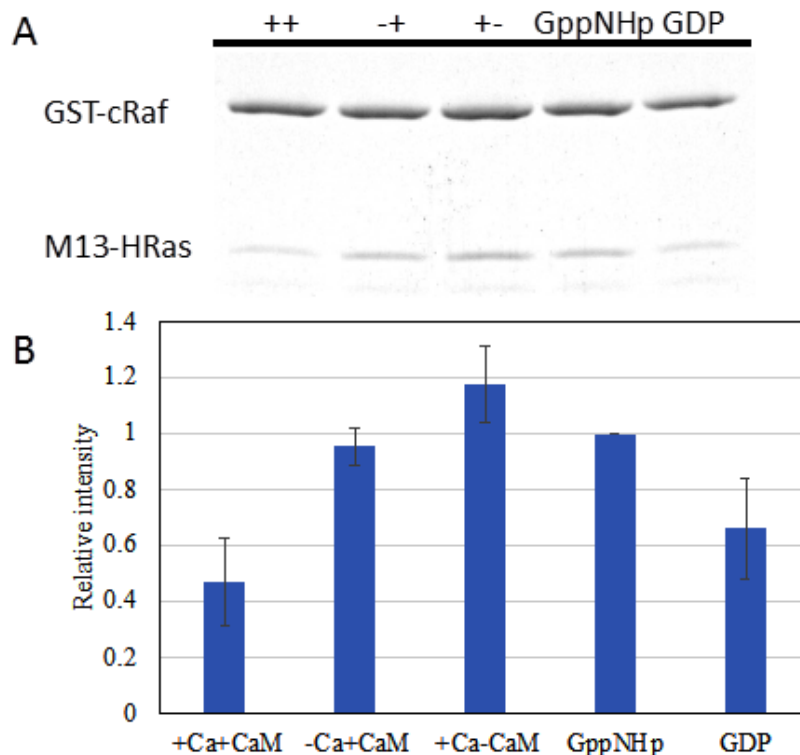 A
++ -+ +- GppNHp GDP
GST-cRaf
M13-HRas
B
1.4
1.2
1
0.8
0.6
0.4
0.2
0
Relative intensity
+Ca+CaM -Ca+CaM +Ca-CaM GppNHp GDP